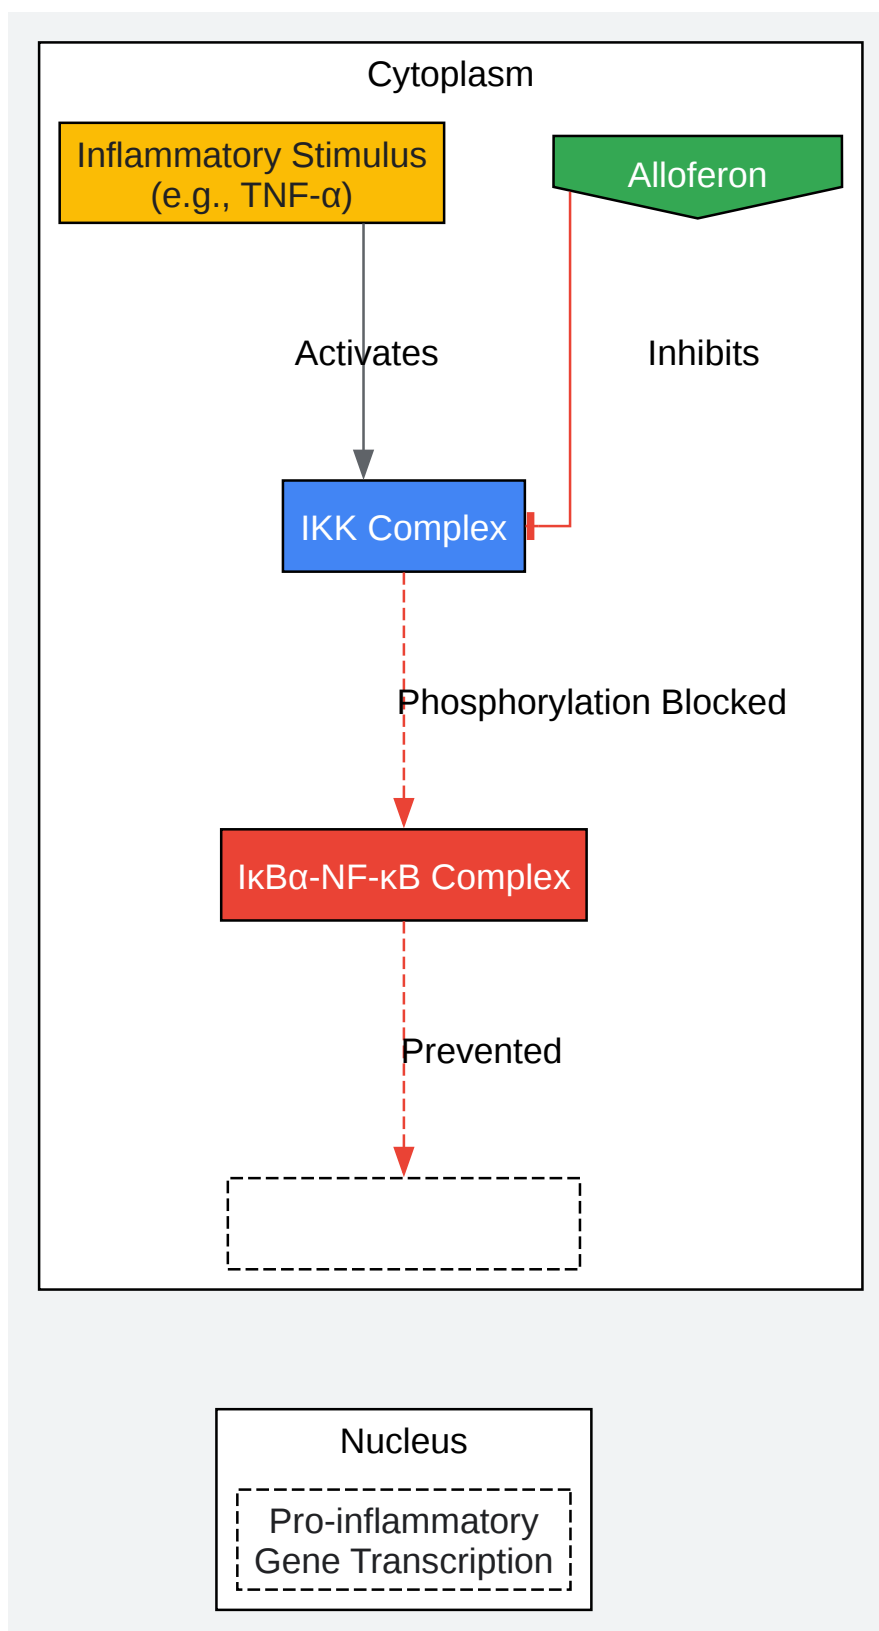 Cytoplasm
Inflammatory Stimulus
(e.g., TNF-α)
Alloferon
Activates
Inhibits
IKK Complex
Phosphorylation Blocked
IκBα-NF-κB Complex
Prevented
Nucleus
Pro-inflammatory
Gene Transcription